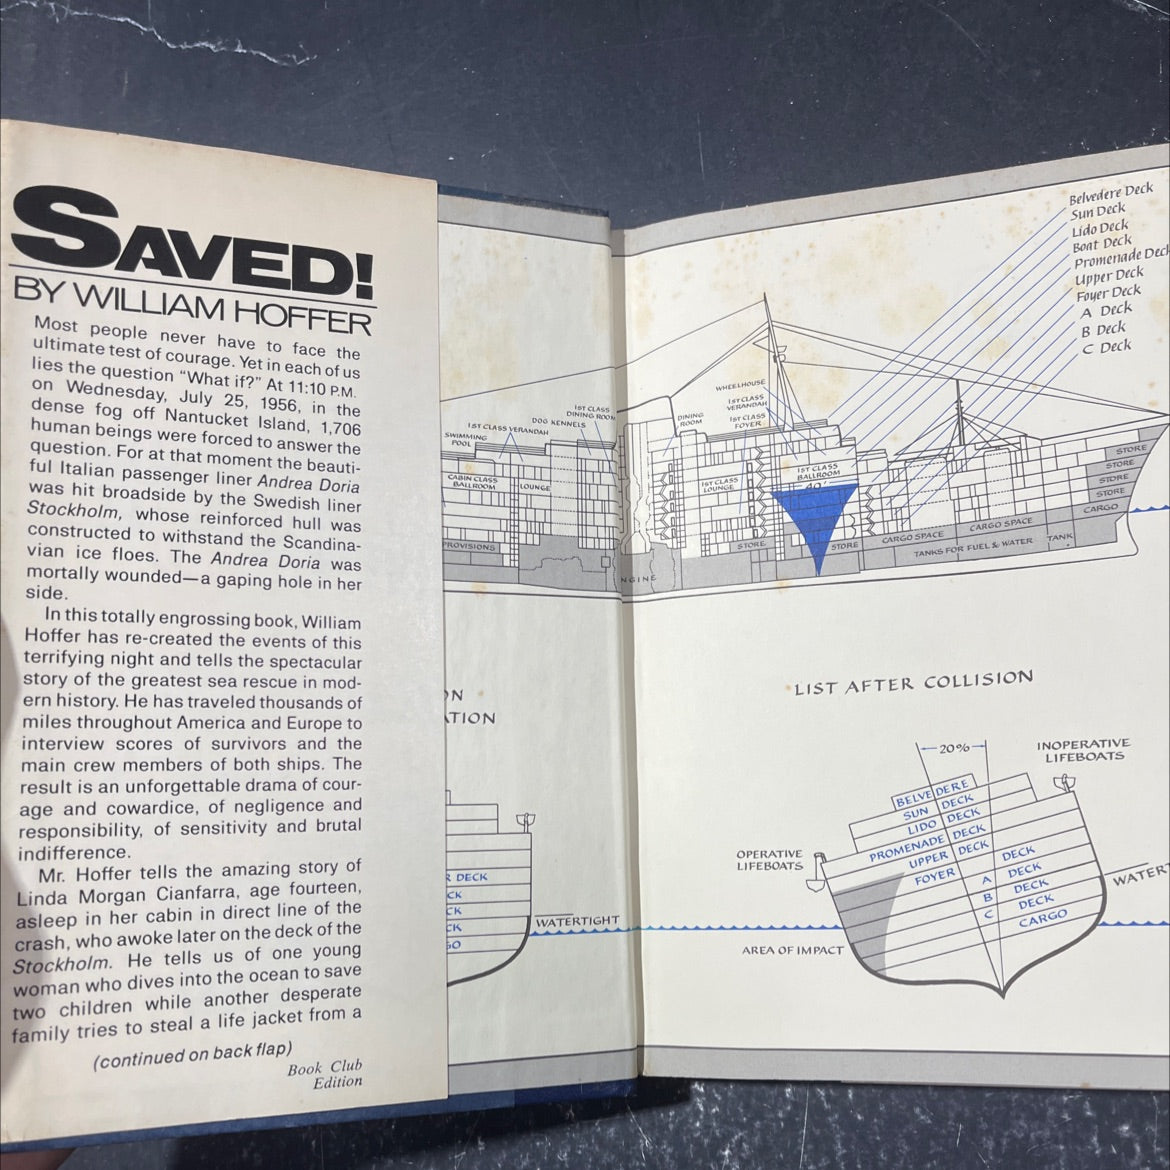 SAVED!
BY WILLIAM HOFFER
Most people never have to face the
ultimate test of courage. Yet in each of us
lies the question "What if?" At 11:10 P.M.
on Wednesday, July 25, 1956, in the
dense fog off Nantucket Island, 1,706
human beings were forced to answer the
question. For at that moment the beauti-
ful Italian passenger liner Andrea Doria
was hit broadside by the Swedish liner
Stockholm, whose reinforced hull was
constructed to withstand the Scandina-
vian ice floes. The Andrea Doria was
mortally wounded—a gaping hole in her
side.
In this totally engrossing book, William
Hoffer has re-created the events of this
terrifying night and tells the spectacular
story of the greatest sea rescue in mod-
ern history. He has traveled thousands of
miles throughout America and Europe to
interview scores of survivors and the
main crew members of both ships. The
result is an unforgettable drama of cour-
age and cowardice, of negligence and
responsibility, of sensitivity and brutal
indifference.
Mr. Hoffer tells the amazing story of
Linda Morgan Cianfarra, age fourteen,
asleep in her cabin in direct line of the
crash, who awoke later on the deck of the
Stockholm. He tells us of one young
woman who dives into the ocean to save
two children while another desperate
family tries to steal a life jacket from a
(continued on back flap)
Book Club
Edition
Belvedere Deck
Sun Deck
Lido Deck
Boat Deck
Promenade Deck
Upper Deck
Foyer Deck
A Deck
B Deck
C Deck
SWIMMING
POOL
1ST CLASS VERANDAH
DOG KENNELS
1ST CLASS
DINING ROOM
CABIN CLASS
BALLROOM
LOUNGE
PROVISIONS
ENGINE
DINING
ROOM
WHEELHOUSE
1ST CLASS
VERANDAH
1ST CLASS
FOYER
1ST CLASS
LOUNGE
1ST CLASS
BALLROOM
40'
STORE
STORE
CARGO SPACE
CARGO SPACE
TANKS FOR FUEL & WATER
TANK
STORE
STORE
STORE
STORE
CARGO
ON
ATION
R DECK
CK
CK
CK
GO
WATERTIGHT
LIST AFTER COLLISION
20%
INOPERATIVE
LIFEBOATS
OPERATIVE
LIFEBOATS
BELVEDERE
SUN DECK
LIDO DECK
PROMENADE DECK
UPPER DECK
FOYER DECK
A DECK
B DECK
C DECK
CARGO
AREA OF IMPACT
WATERT